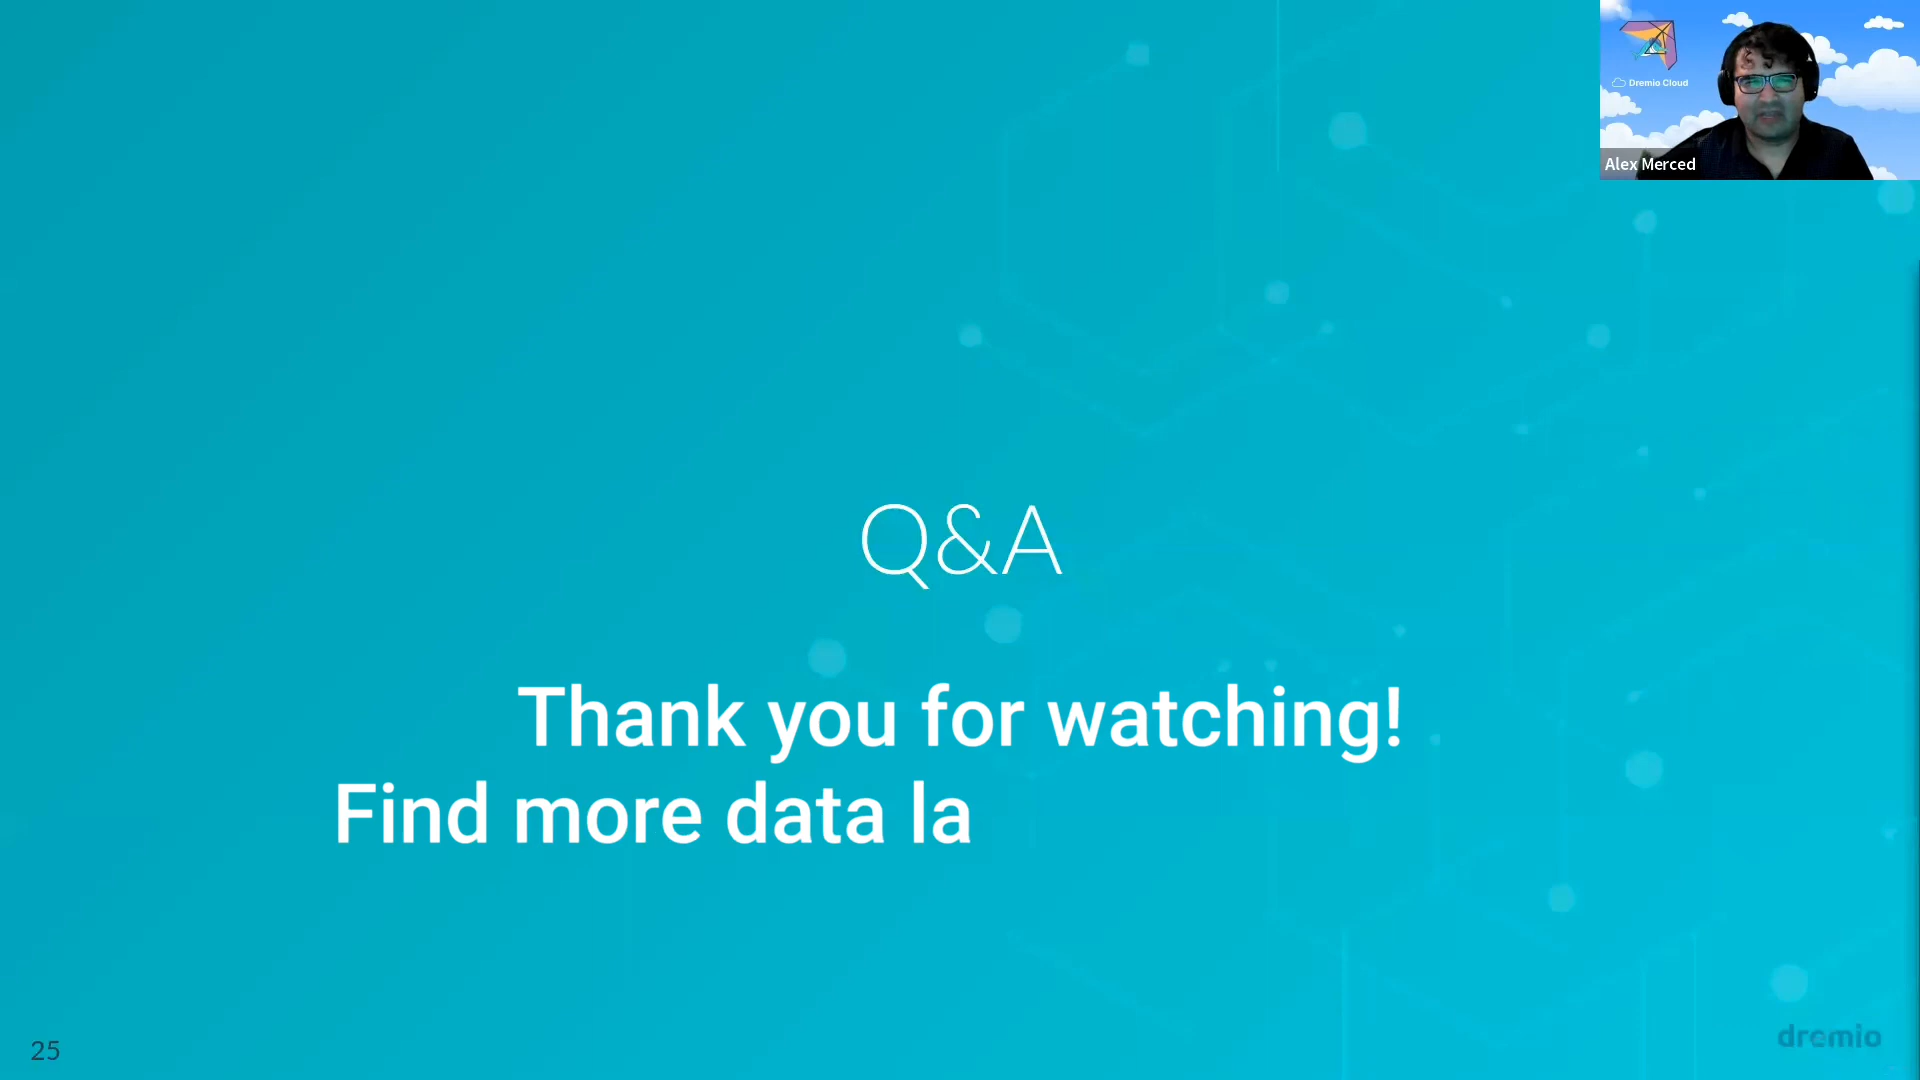 Dremio Cloud
Alex Merced
Q&A
Thank you for watching!
Find more data la
25
dremio